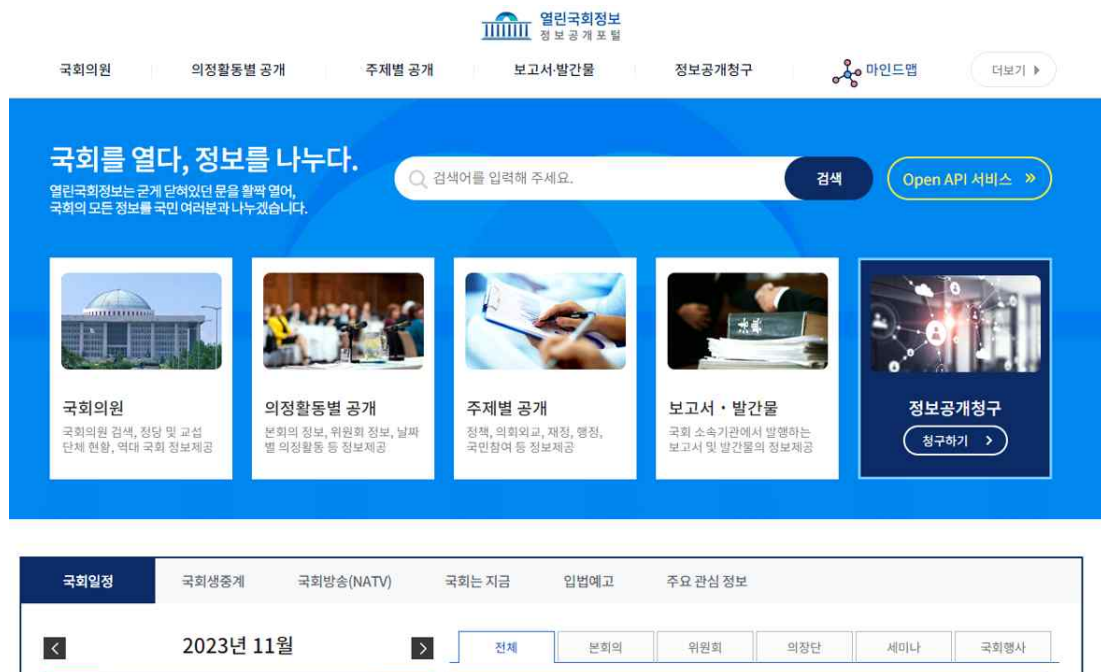 열린국회정보
정보공개포털
국회의원
의정활동별 공개
주제별 공개
보고서·발간물
정보공개청구
마인드맵
더보기
국회를 열다, 정보를 나누다.
열린국회정보는 굳게 닫혀있던 문을 활짝 열어,
국회의 모든 정보를 국민 여러분과 나누겠습니다.
검색어를 입력해 주세요.
검색
Open API 서비스 »
국회의원
국회의원 검색, 정당 및 교섭
단체 현황, 역대 국회 정보제공
의정활동별 공개
본회의 정보, 위원회 정보, 날짜
별 의정활동 등 정보제공
주제별 공개
정책, 의회외교, 재정, 행정,
국민참여 등 정보제공
보고서 · 발간물
국회 소속기관에서 발행하는
보고서 및 발간물의 정보제공
정보공개청구
청구하기 >
국회일정
국회생중계
국회방송(NATV)
국회는 지금
입법예고
주요 관심 정보
<
2023년 11월
>
전체
본회의
위원회
의장단
세미나
국회행사